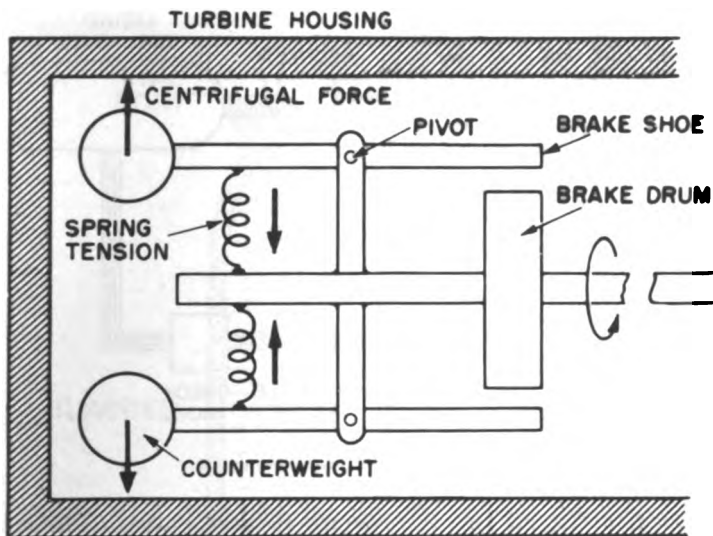 TURBINE HOUSING
CENTRIFUGAL FORCE
PIVOT
BRAKE SHOE
BRAKE DRUM
SPRING
TENSION
COUNTERWEIGHT